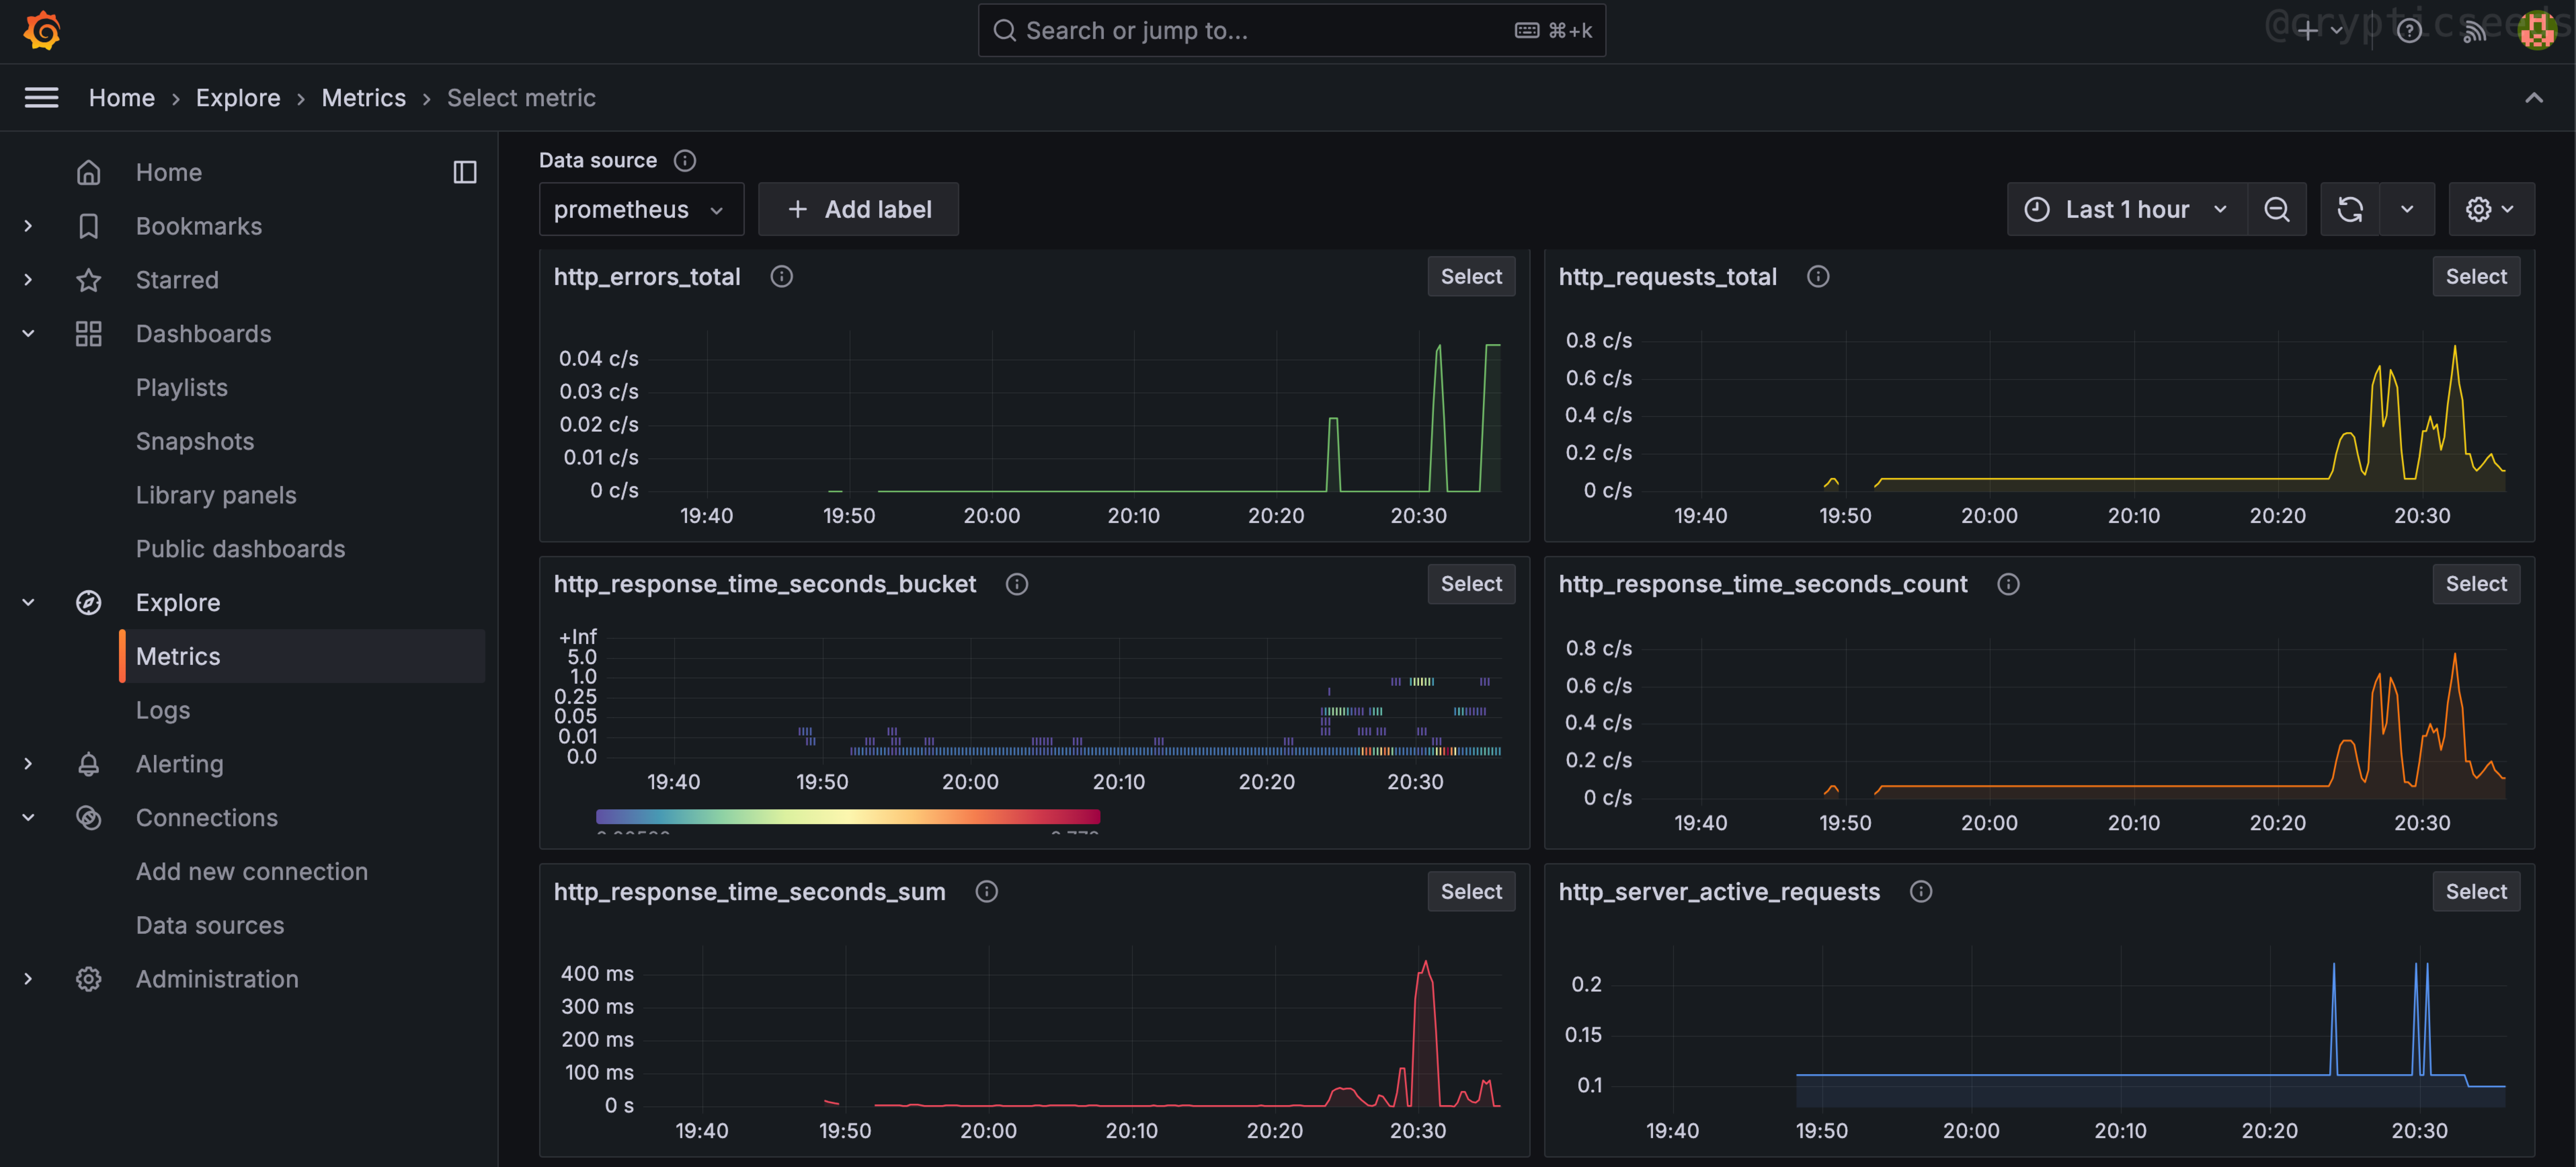 Search or jump to... ⌘+k
Home › Explore › Metrics › Select metric
Home
Bookmarks
Starred
Dashboards
Playlists
Snapshots
Library panels
Public dashboards
Explore
Metrics
Logs
Alerting
Connections
Add new connection
Data sources
Administration
Data source
prometheus
+ Add label
Last 1 hour
http_errors_total
Select
0.04 c/s
0.03 c/s
0.02 c/s
0.01 c/s
0 c/s
19:40 19:50 20:00 20:10 20:20 20:30
http_requests_total
Select
0.8 c/s
0.6 c/s
0.4 c/s
0.2 c/s
0 c/s
19:40 19:50 20:00 20:10 20:20 20:30
http_response_time_seconds_bucket
Select
+Inf
5.0
1.0
0.25
0.05
0.01
0.0
19:40 19:50 20:00 20:10 20:20 20:30
http_response_time_seconds_count
Select
0.8 c/s
0.6 c/s
0.4 c/s
0.2 c/s
0 c/s
19:40 19:50 20:00 20:10 20:20 20:30
http_response_time_seconds_sum
Select
400 ms
300 ms
200 ms
100 ms
0 s
19:40 19:50 20:00 20:10 20:20 20:30
http_server_active_requests
Select
0.2
0.15
0.1
19:40 19:50 20:00 20:10 20:20 20:30